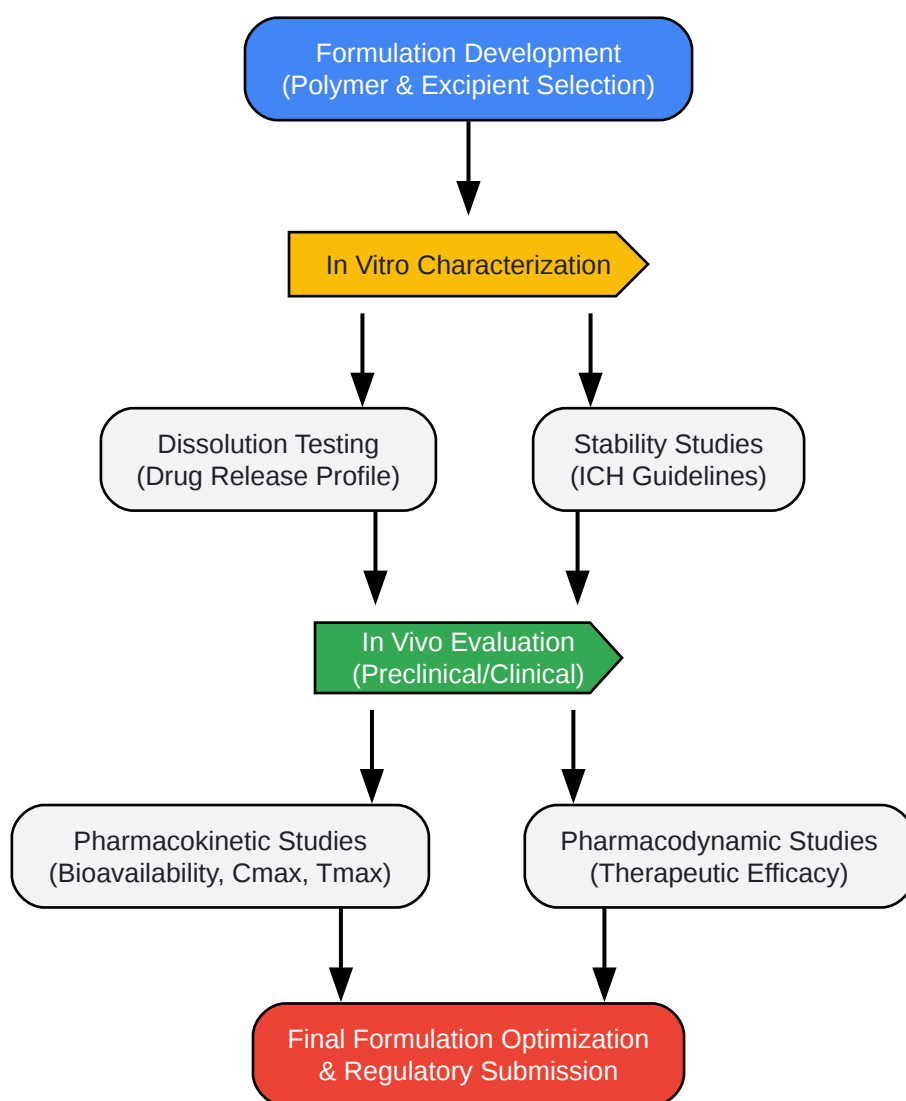 Formulation Development
(Polymer & Excipient Selection)
In Vitro Characterization
Dissolution Testing
(Drug Release Profile)
Stability Studies
(ICH Guidelines)
In Vivo Evaluation
(Preclinical/Clinical)
Pharmacokinetic Studies
(Bioavailability, Cmax, Tmax)
Pharmacodynamic Studies
(Therapeutic Efficacy)
Final Formulation Optimization
& Regulatory Submission